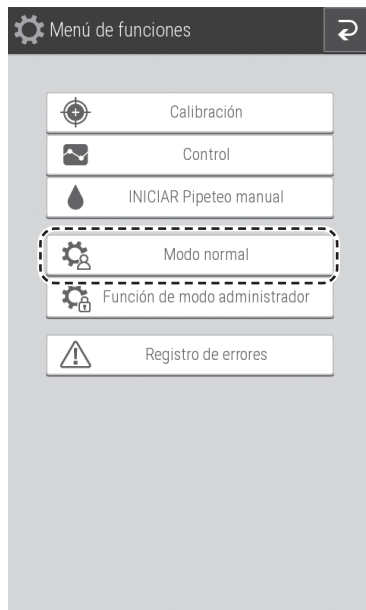 Menú de funciones
Calibración
Control
INICIAR Pipeteo manual
Modo normal
Función de modo administrador
Registro de errores